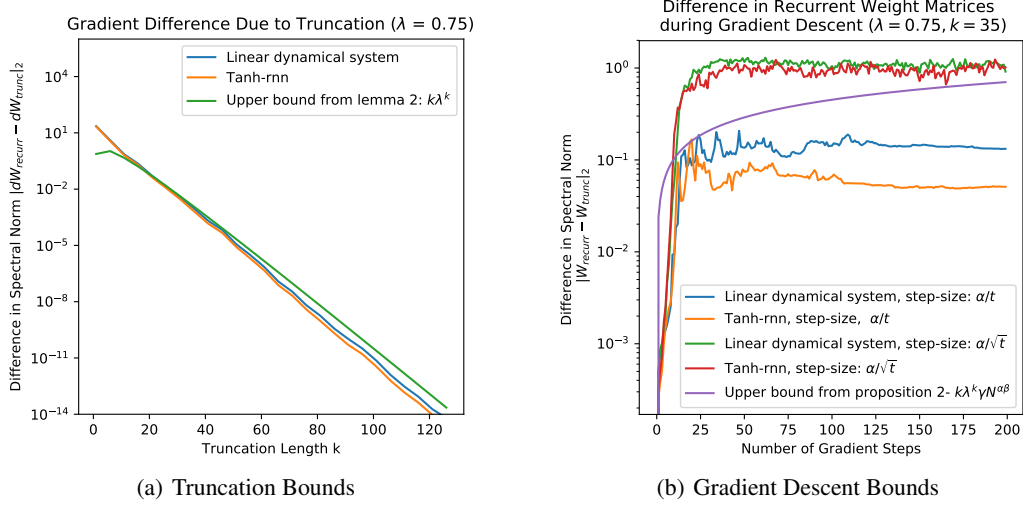 Gradient Difference Due to Truncation (λ = 0.75)
Difference in Spectral Norm |dW_recurr − dW_trunc|_2
10^4
10^1
10^−2
10^−5
10^−8
10^−11
10^−14
Linear dynamical system
Tanh-rnn
Upper bound from lemma 2: kλ^k
0 20 40 60 80 100 120
Truncation Length k
(a) Truncation Bounds
Difference in Recurrent Weight Matrices
during Gradient Descent (λ = 0.75, k = 35)
Difference in Spectral Norm
|W_recurr − W_trunc|_2
10^0
10^−1
10^−2
10^−3
Linear dynamical system, step-size: α/t
Tanh-rnn, step-size, α/t
Linear dynamical system, step-size: α/√t
Tanh-rnn, step-size: α/√t
Upper bound from proposition 2- kλ^kγN^αβ
0 25 50 75 100 125 150 175 200
Number of Gradient Steps
(b) Gradient Descent Bounds